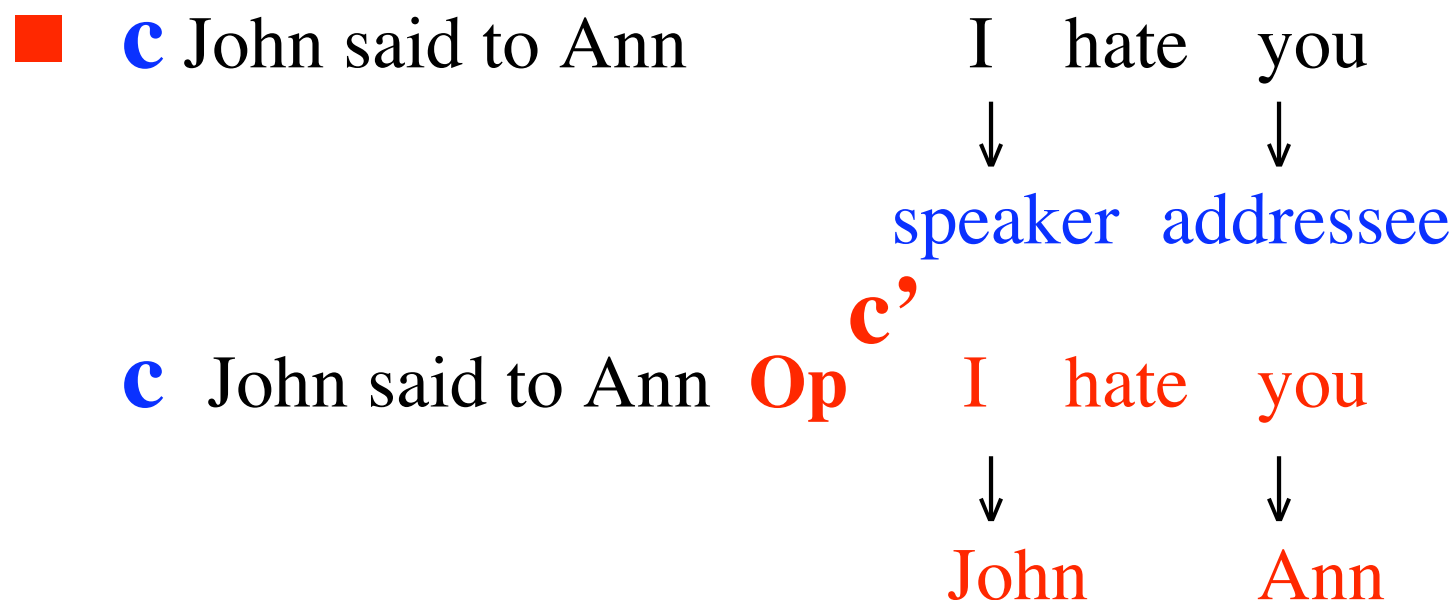 c John said to Ann I hate you
speaker addressee
c’
c John said to Ann Op I hate you
John Ann